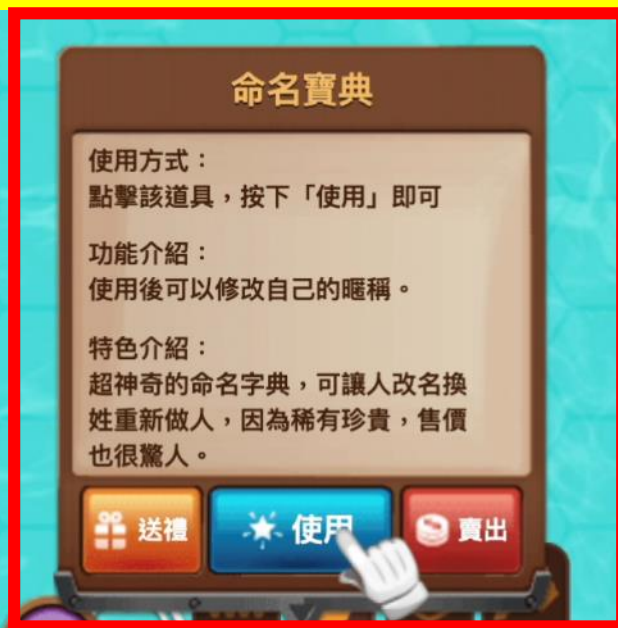 命名寶典
使用方式：
點擊該道具，按下「使用」即可
功能介紹：
使用後可以修改自己的暱稱。
特色介紹：
超神奇的命名字典，可讓人改名換
姓重新做人，因為稀有珍貴，售價
也很驚人。
送禮
使用
賣出